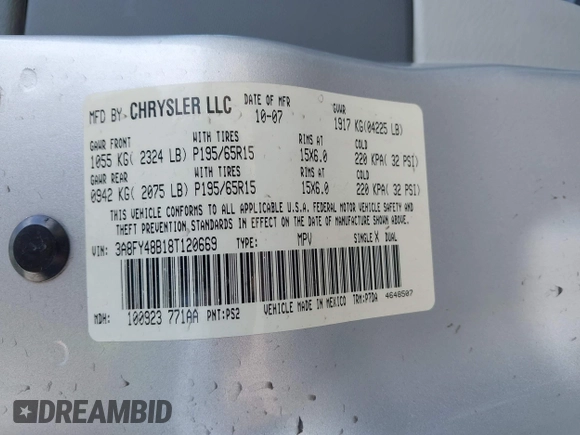 MFD BY CHRYSLER LLC DATE OF MFR 10-07 GVWR 1917 KG(04225 LB)
GAWR FRONT WITH TIRES RIMS AT COLD
1055 KG( 2324 LB) P195/65R15 15X6.0 220 KPA( 32 PSI)
GAWR REAR WITH TIRES RIMS AT COLD
0942 KG( 2075 LB) P195/65R15 15X6.0 220 KPA( 32 PSI)
THIS VEHICLE CONFORMS TO ALL APPLICABLE U.S.A. FEDERAL MOTOR VEHICLE SAFETY AND
THEFT PREVENTION STANDARDS IN EFFECT ON THE DATE OF MANUFACTURE SHOWN ABOVE.
VIN: 3A8FY48B18T120669 TYPE: MPV SINGLE X DUAL
MDH: 100923 771AA PNT:PS2 VEHICLE MADE IN MEXICO TRM:P7DA 4648507
DREAMBID